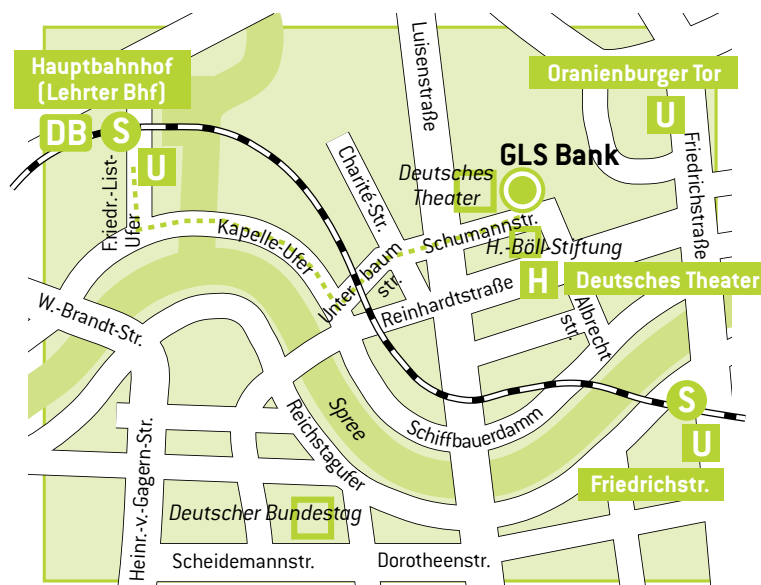 Hauptbahnhof
(Lehrter Bhf)
DB
S
U
Friedr.-List-
Ufer
Kapelle-Ufer
Luisenstraße
Charité-Str.
Oranienburger Tor
U
Friedrichstraße
GLS Bank
Deutsches
Theater
Schumannstr.
H.-Böll-Stiftung
H
Deutsches Theater
Unter
baum
str.
Reinhardtstraße
Albrecht
str.
W.-Brandt-Str.
Heinr.-v.-Gagern-Str.
Reichstagufer
Spree
Schiffbauerdamm
S
U
Friedrichstr.
Deutscher Bundestag
Scheidemannstr.
Dorotheenstr.